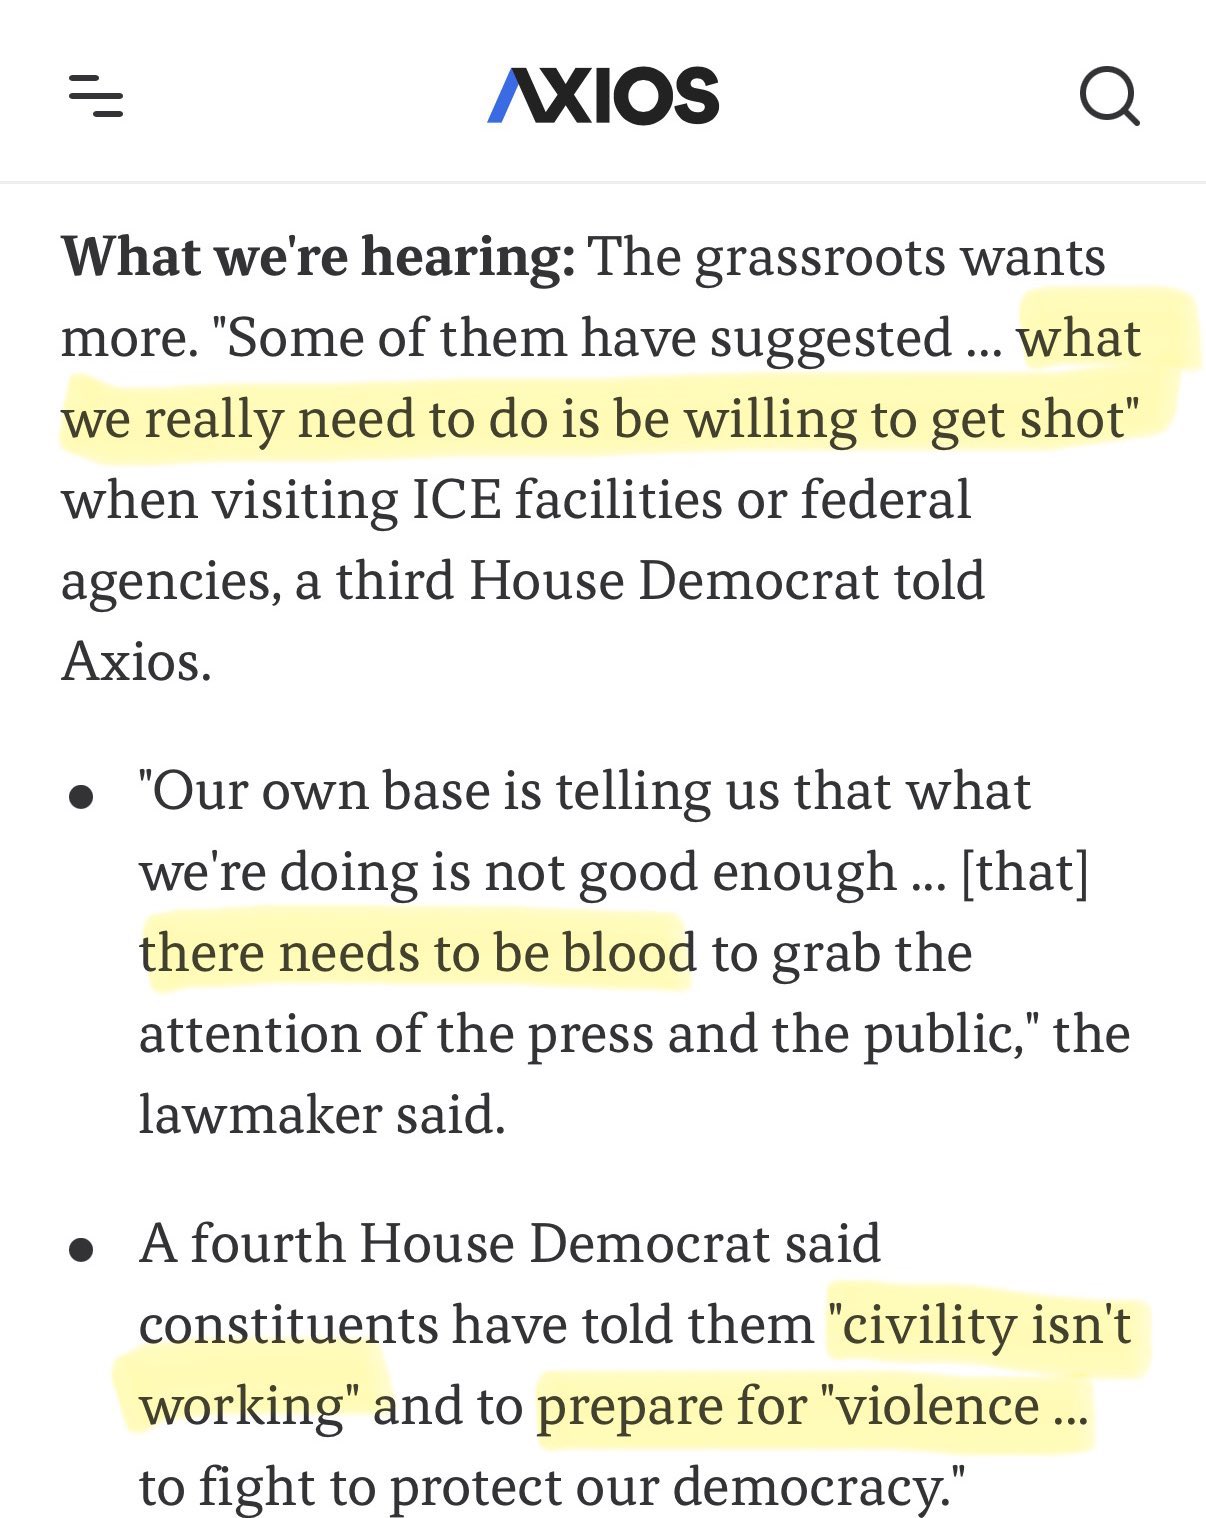 AXIOS
What we're hearing: The grassroots wants
more. "Some of them have suggested ... what
we really need to do is be willing to get shot"
when visiting ICE facilities or federal
agencies, a third House Democrat told
Axios.
• "Our own base is telling us that what
we're doing is not good enough ... [that]
there needs to be blood to grab the
attention of the press and the public," the
lawmaker said.
• A fourth House Democrat said
constituents have told them "civility isn't
working" and to prepare for "violence ...
to fight to protect our democracy."